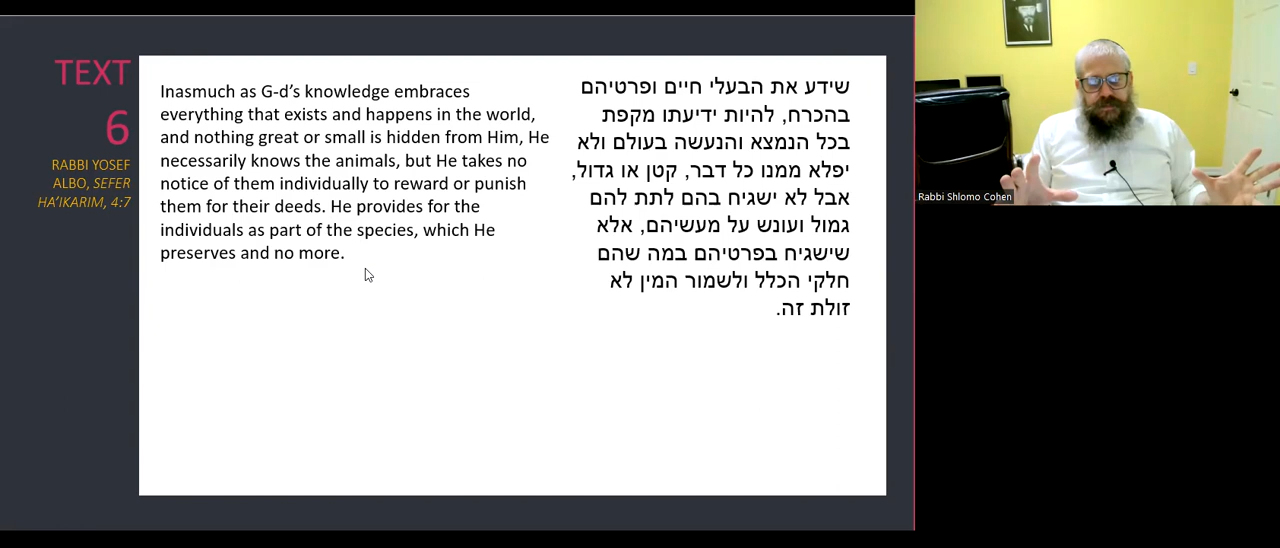 TEXT
6
RABBI YOSEF
ALBO, SEFER
HA'IKARIM, 4:7
Inasmuch as G-d's knowledge embraces
everything that exists and happens in the world,
and nothing great or small is hidden from Him, He
necessarily knows the animals, but He takes no
notice of them individually to reward or punish
them for their deeds. He provides for the
individuals as part of the species, which He
preserves and no more.
שידע את הבעלי חיים ופרטיהם
בהכרח, להיות ידיעתו מקפת
בכל הנמצא והנעשה בעולם ולא
יפלא ממנו כל דבר, קטן או גדול,
אבל לא ישגיח בהם לתת להם
גמול ועונש על מעשיהם, אלא
שישגיח בפרטיהם במה שהם
חלקי הכלל ולשמור המין לא
זולת זה.
Rabbi Shlomo Cohen